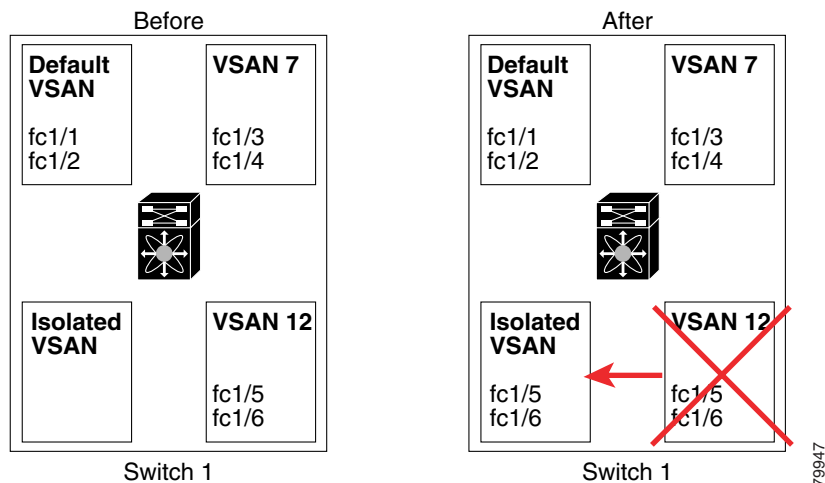 Before
Default
VSAN
fc1/1
fc1/2
VSAN 7
fc1/3
fc1/4
Isolated
VSAN
VSAN 12
fc1/5
fc1/6
Switch 1
After
Default
VSAN
fc1/1
fc1/2
VSAN 7
fc1/3
fc1/4
Isolated
VSAN
fc1/5
fc1/6
VSAN 12
fc1/5
fc1/6
Switch 1
79947